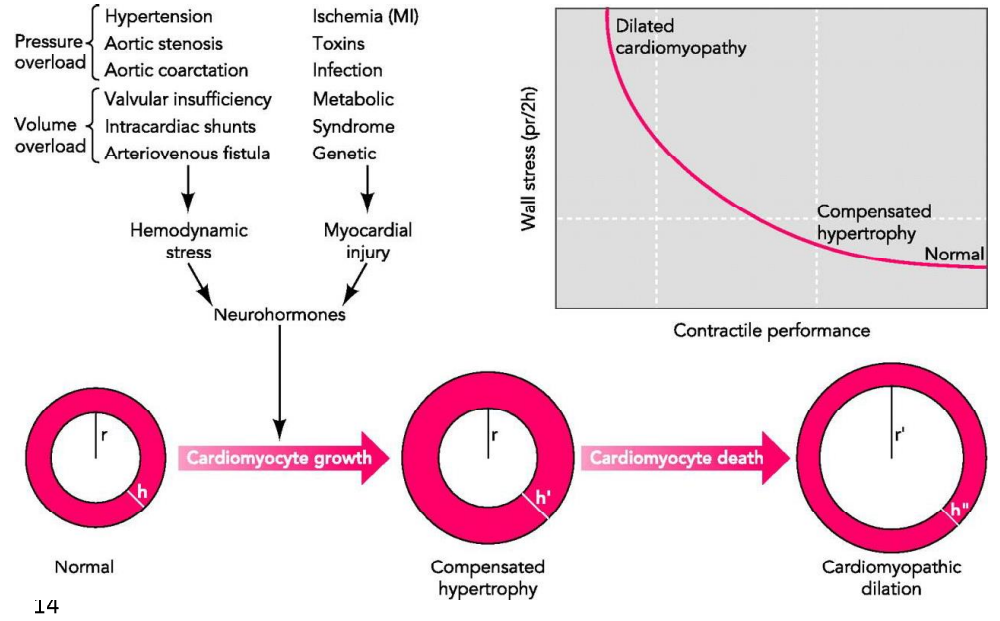 Pressure overload
Hypertension
Aortic stenosis
Aortic coarctation
Volume overload
Valvular insufficiency
Intracardiac shunts
Arteriovenous fistula
Ischemia (MI)
Toxins
Infection
Metabolic
Syndrome
Genetic
Hemodynamic
stress
Myocardial
injury
Neurohormones
Wall stress (pr/2h)
Dilated
cardiomyopathy
Compensated
hypertrophy
Normal
Contractile performance
r
h
Cardiomyocyte growth
r
h'
Cardiomyocyte death
r'
h"
Normal
Compensated
hypertrophy
Cardiomyopathic
dilation
14